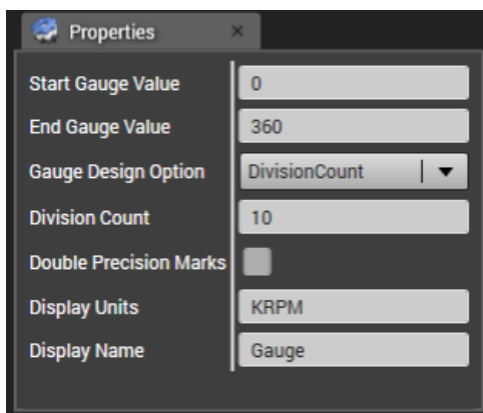 Properties ×
Start Gauge Value 0
End Gauge Value 360
Gauge Design Option DivisionCount
Division Count 10
Double Precision Marks
Display Units KRPM
Display Name Gauge